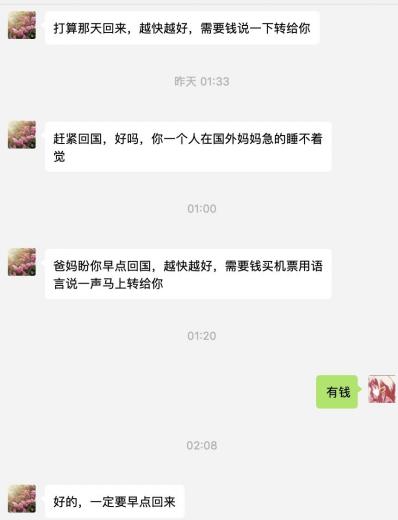 打算那天回来，越快越好，需要钱说一下转给你
昨天 01:33
赶紧回国，好吗，你一个人在国外妈妈急的睡不着
觉
01:00
爸妈盼你早点回国，越快越好，需要钱买机票用语
言说一声马上转给你
01:20
有钱
02:08
好的，一定要早点回来